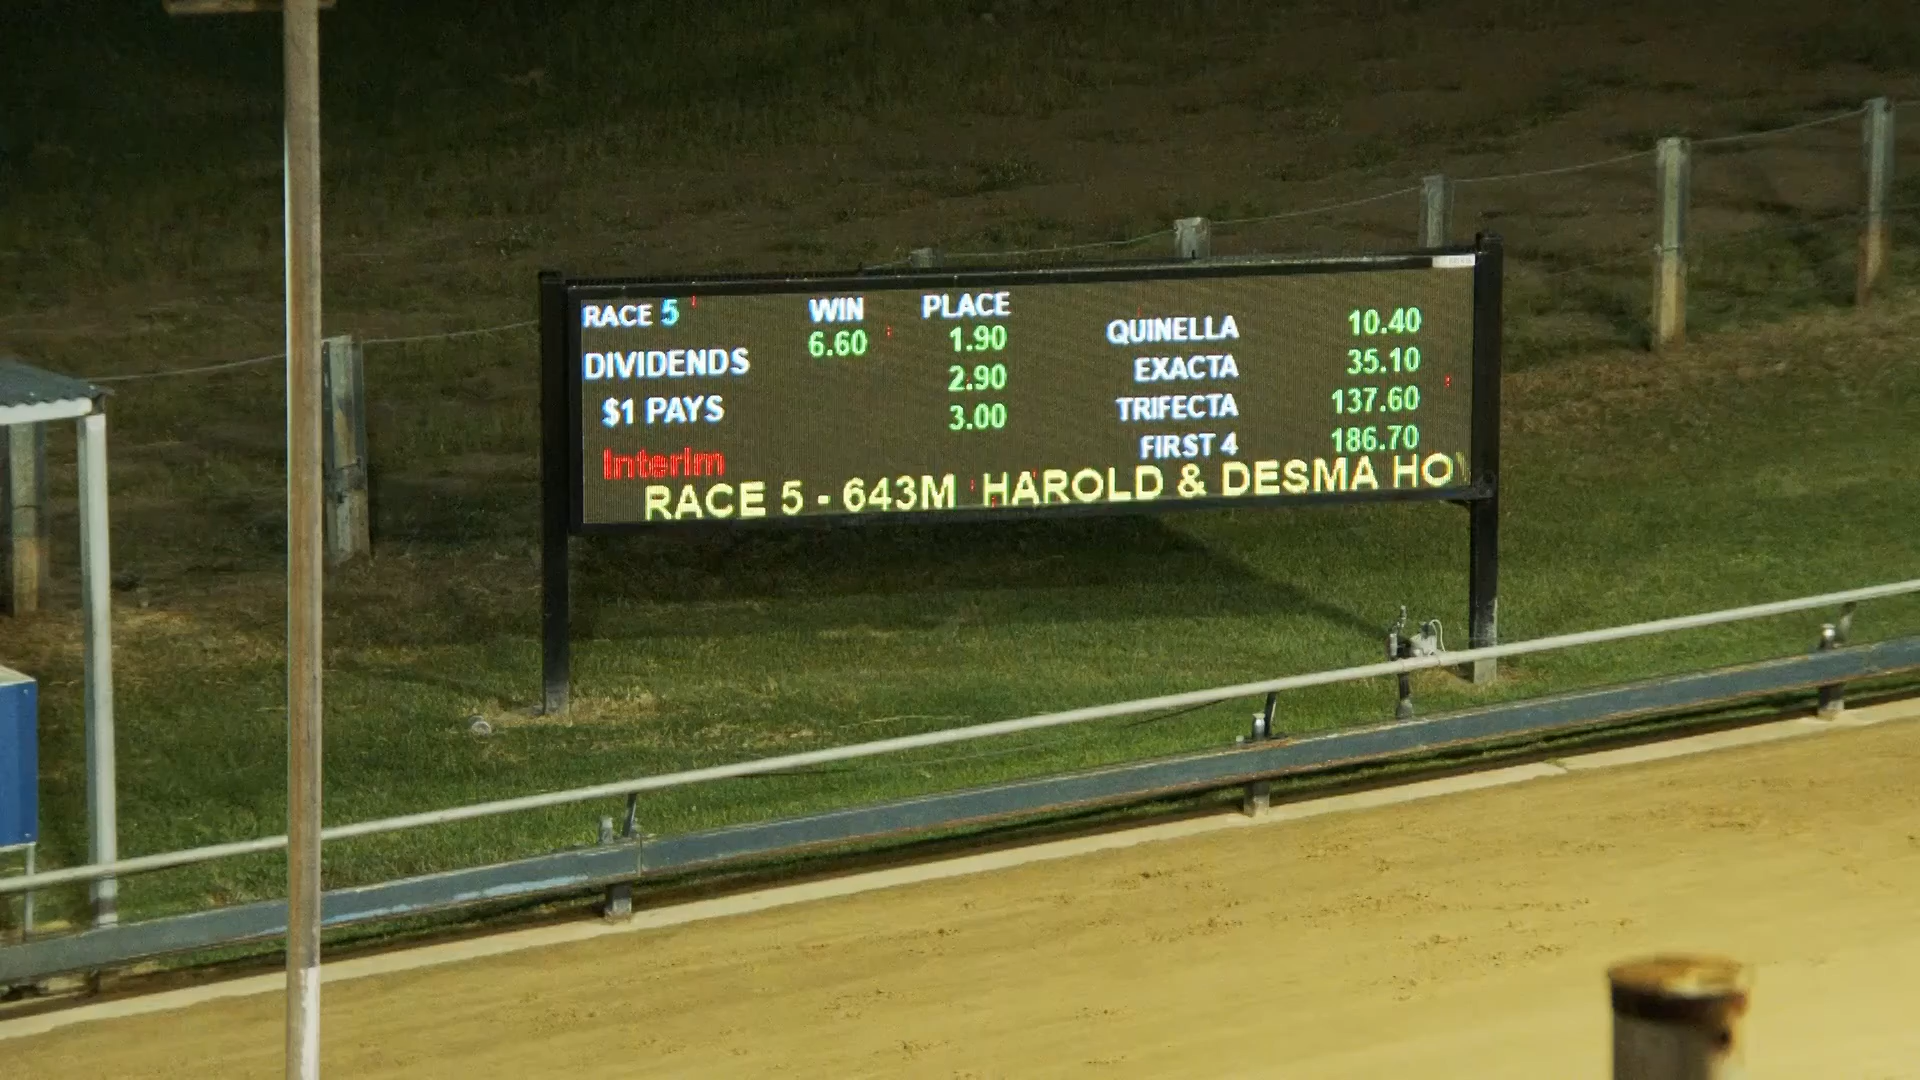 RACE 5 WIN PLACE
DIVIDENDS 6.60 1.90
2.90
$1 PAYS 3.00
Interim
QUINELLA 10.40
EXACTA 35.10
TRIFECTA 137.60
FIRST 4 186.70
RACE 5 - 643M HAROLD & DESMA